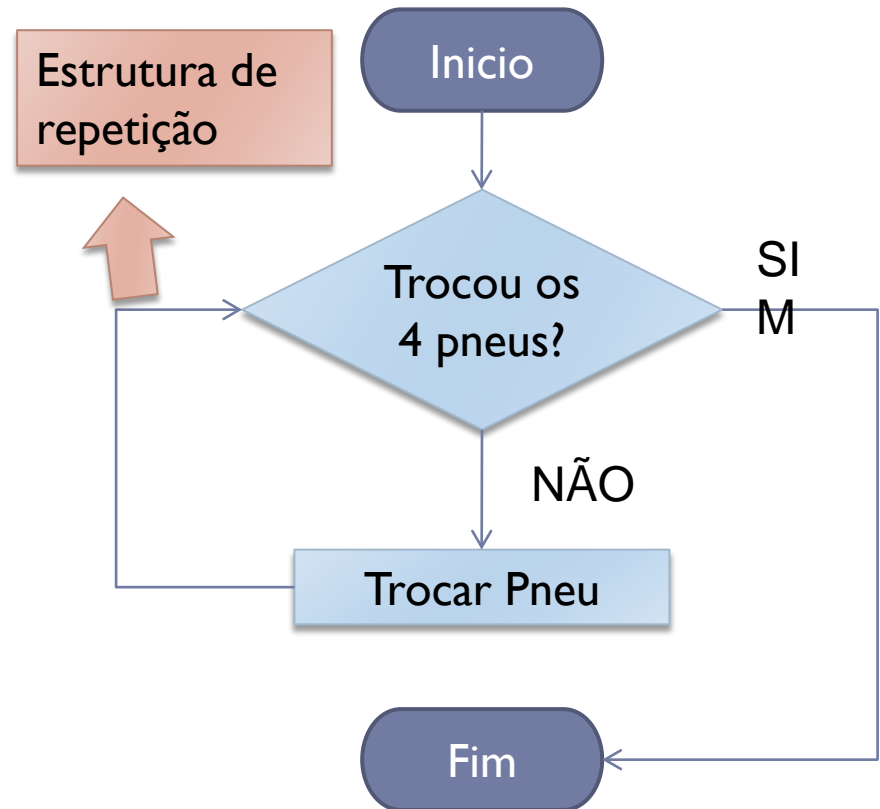 Estrutura de
repetição
Inicio
Trocou os
4 pneus?
SI
M
NÃO
Trocar Pneu
Fim